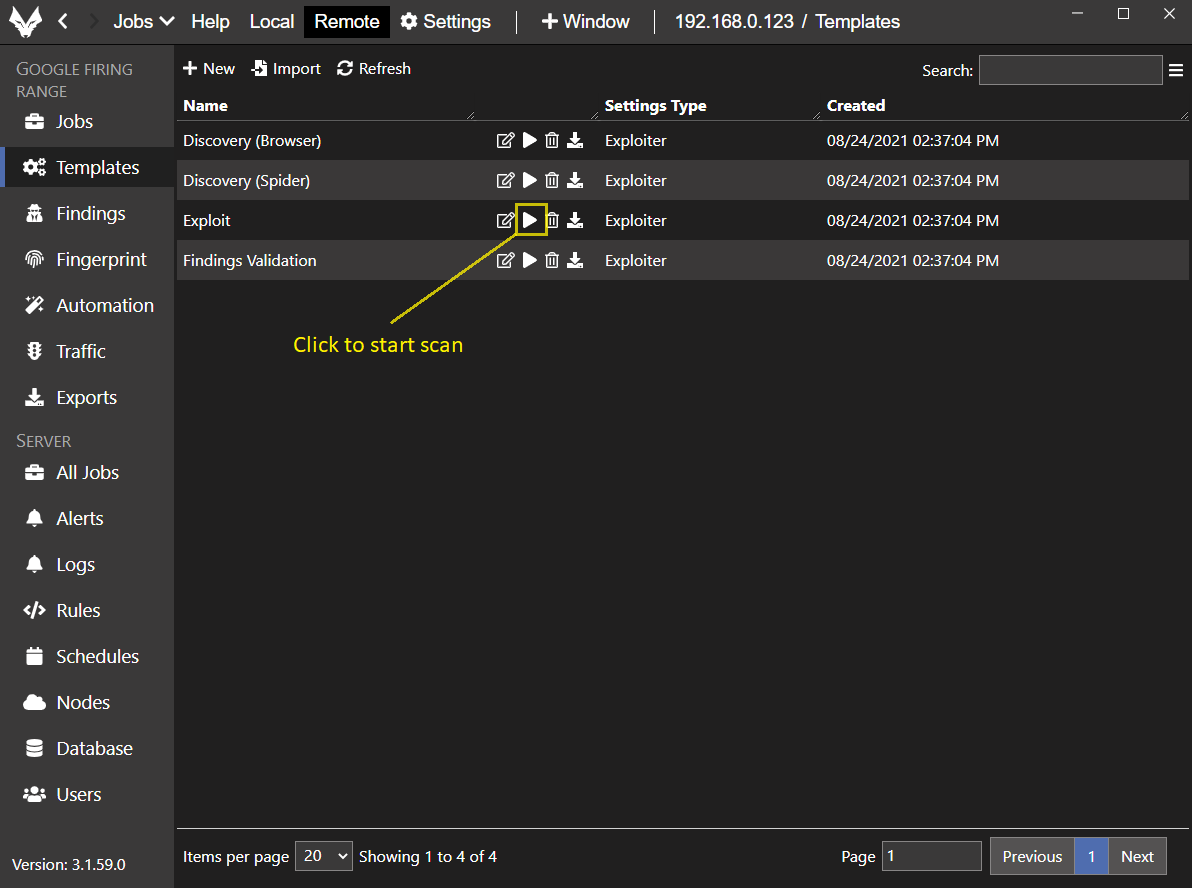 Jobs Help Local Remote Settings Window 192.168.0.123 / Templates
GOOGLE FIRING
RANGE
Jobs
Templates
Findings
Fingerprint
Automation
Traffic
Exports
SERVER
All Jobs
Alerts
Logs
Rules
Schedules
Nodes
Database
Users
Version: 3.1.59.0
New Import Refresh Search:
Name Settings Type Created
Discovery (Browser) Exploiter 08/24/2021 02:37:04 PM
Discovery (Spider) Exploiter 08/24/2021 02:37:04 PM
Exploit Exploiter 08/24/2021 02:37:04 PM
Findings Validation Exploiter 08/24/2021 02:37:04 PM
Click to start scan
Items per page 20 Showing 1 to 4 of 4 Page 1 Previous 1 Next